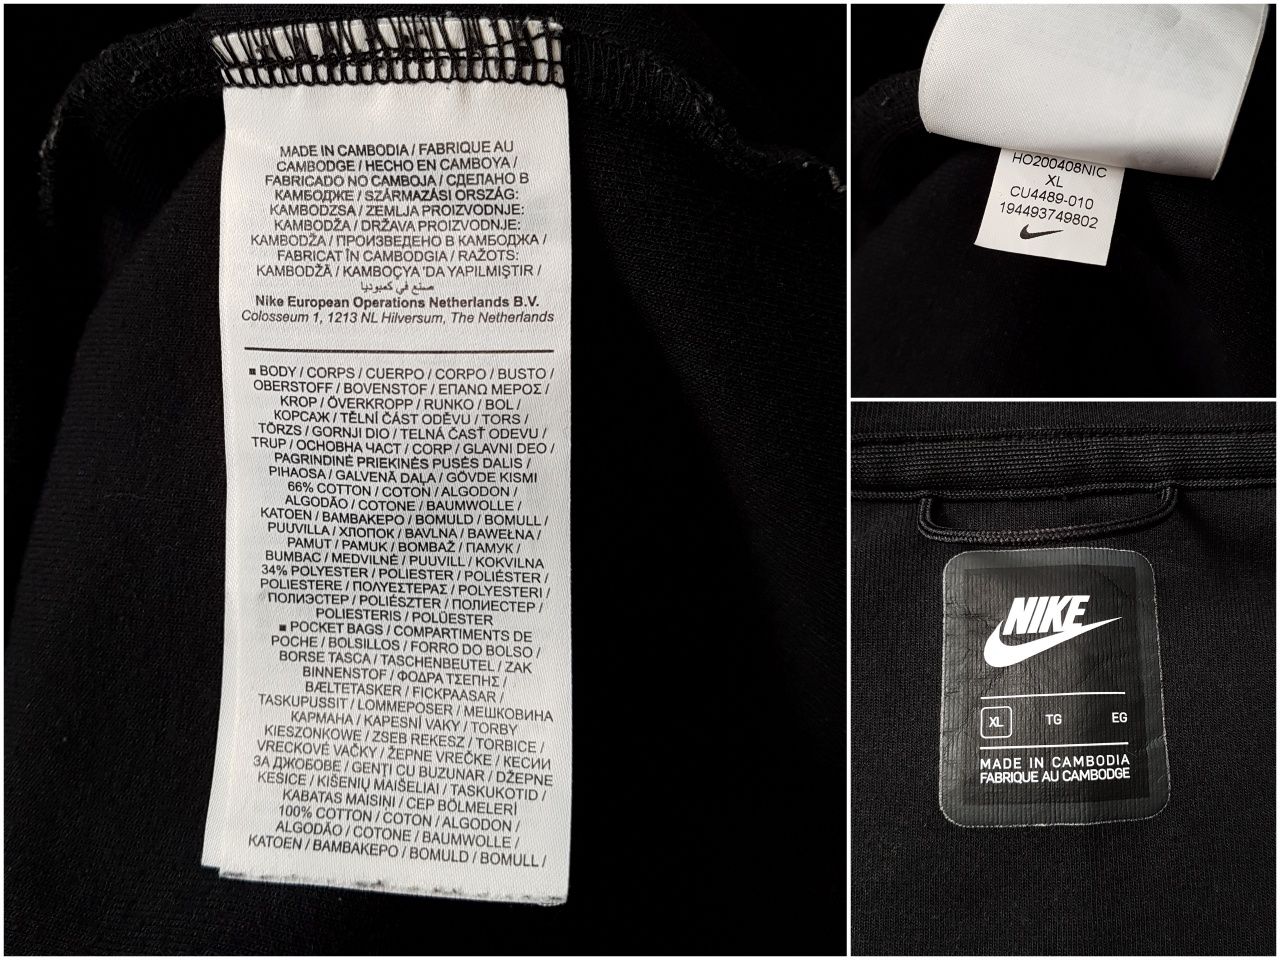 MADE IN CAMBODIA / FABRIQUE AU
CAMBODGE / HECHO EN CAMBOYA /
FABRICADO NO CAMBOJA / СДЕЛАНО В
КАМБОДЖЕ / SZÁRMAZÁSI ORSZÁG:
KAMBODZSA / ZEMLJA PROIZVODNJE:
KAMBODŽA / DRŽAVA PROIZVODNJE:
KAMBODŽA / ПРОИЗВЕДЕНО В КАМБОДЖА /
FABRICAT ÎN CAMBODGIA / RAŽOTS:
KAMBODŽĀ / KAMBOÇYA 'DA YAPILMIŞTIR /
صنع في كمبوديا
Nike European Operations Netherlands B.V.
Colosseum 1, 1213 NL Hilversum, The Netherlands
■ BODY / CORPS / CUERPO / CORPO / BUSTO /
OBERSTOFF / BOVENSTOF / ΕΠΑΝΩ ΜΕΡΟΣ /
KROP / ÖVERKROPP / RUNKO / BOL /
КОРСАЖ / TĚLNÍ ČÁST ODĚVU / TORS /
TÖRZS / GORNJI DIO / TELNÁ ČASŤ ODEVU /
TRUP / ОСНОВНА ЧАСТ / CORP / GLAVNI DEO /
PAGRINDINĖ PRIEKINĖS PUSĖS DALIS /
PIHAOSA / GALVENĀ DAĻA / GÖVDE KISMI
66% COTTON / COTON / ALGODON /
ALGODÃO / COTONE / BAUMWOLLE /
KATOEN / ΒΑΜΒΑΚΕΡΟ / BOMULD / BOMULL /
PUUVILLA / ХЛОПОК / BAVLNA / BAWEŁNA /
PAMUT / PAMUK / BOMBAŽ / ПАМУК /
BUMBAC / MEDVILNĖ / PUUVILL / KOKVILNA
34% POLYESTER / POLIESTER / POLIÉSTER /
POLIESTERE / ΠΟΛΥΕΣΤΕΡΑΣ / POLYESTERI /
ПОЛИЭСТЕР / POLIÉSZTER / ПОЛИЕСТЕР /
POLIESTERIS / POLÜESTER
■ POCKET BAGS / COMPARTIMENTS DE
POCHE / BOLSILLOS / FORRO DO BOLSO /
BORSE TASCA / TASCHENBEUTEL / ZAK
BINNENSTOF / ΦΟΔΡΑ ΤΣΕΠΗΣ /
BÆLTETASKER / FICKPAASAR /
TASKUPUSSIT / LOMMEPOSER / МЕШКОВИНА
КАРМАНА / KAPESNÍ VAKY / TORBY
KIESZONKOWE / ZSEB REKESZ / TORBICE /
VRECKOVÉ VAČKY / ŽEPNE VREČKE / КЕСИИ
ЗА ДЖОБОВЕ / GENŢI CU BUZUNAR / DŽEPNE
KESICE / KIŠENIŲ MAIŠELIAI / TASKUKOTID /
KABATAS MAISINI / CEP BÖLMELERİ
100% COTTON / COTON / ALGODON /
ALGODÃO / COTONE / BAUMWOLLE /
KATOEN / ΒΑΜΒΑΚΕΡΟ / BOMULD / BOMULL /
HO200408NIC
XL
CU4489-010
194493749802
NIKE
XL TG EG
MADE IN CAMBODIA
FABRIQUE AU CAMBODGE